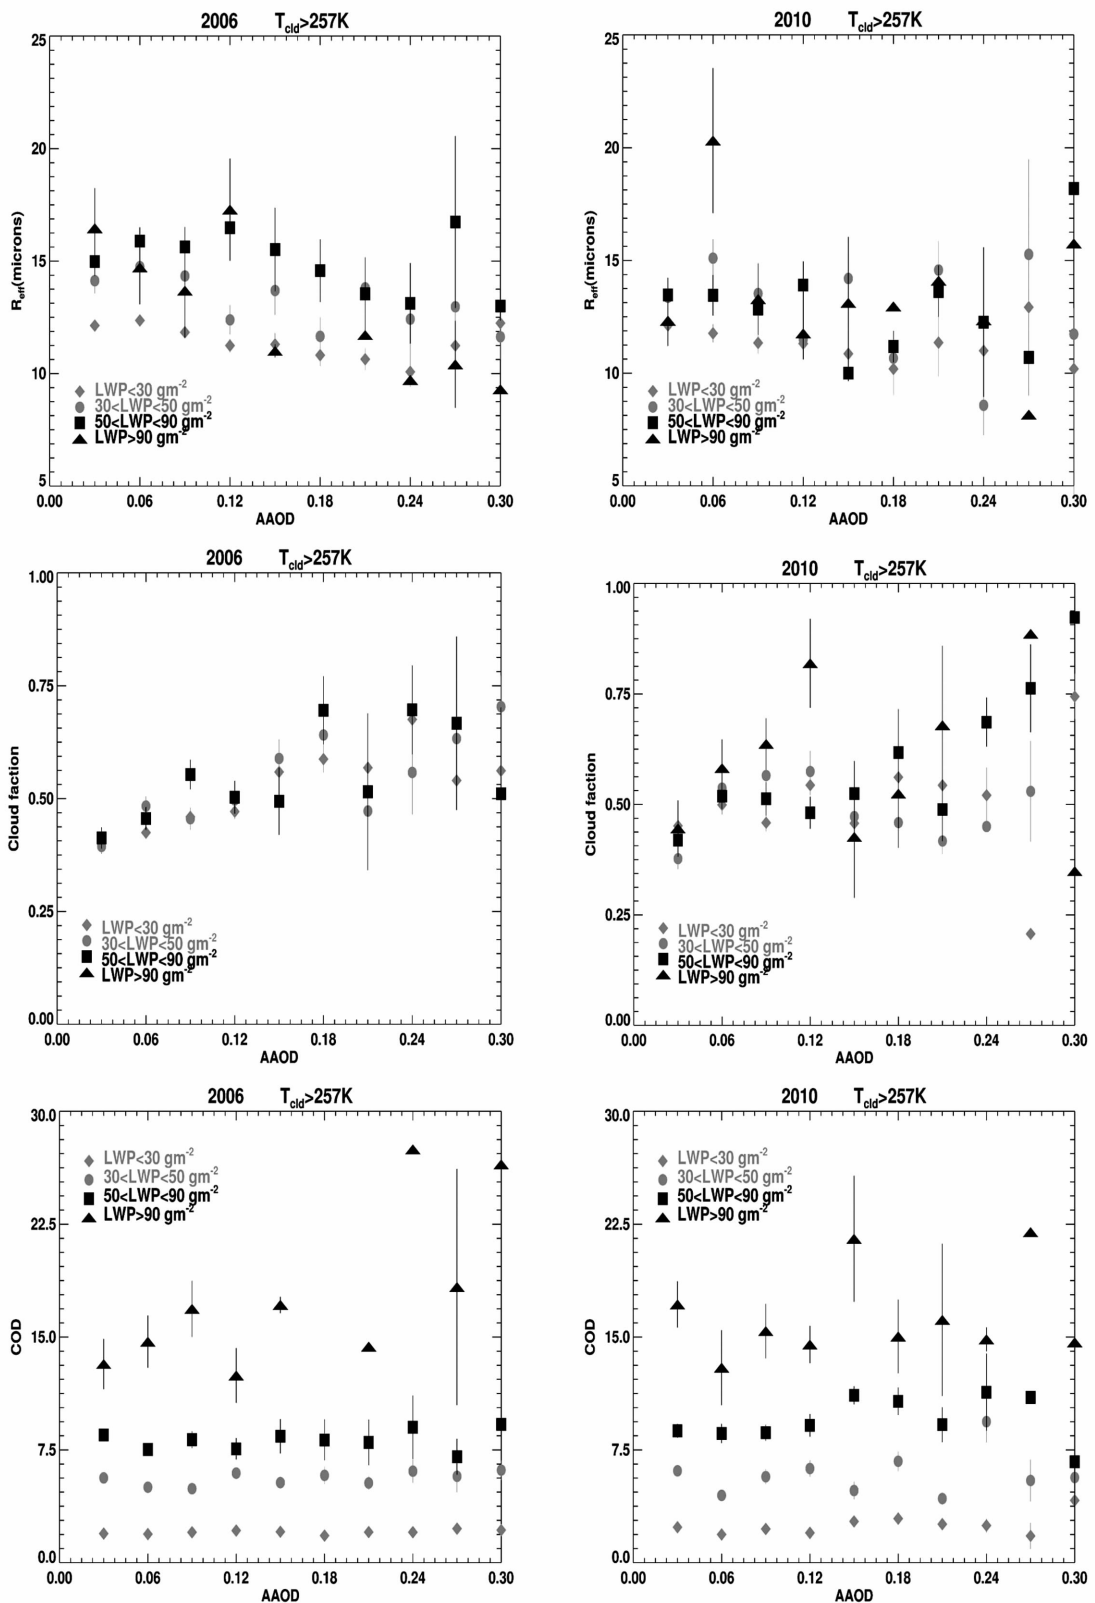 2006 T_cld>257K
25
20
15
10
5
R_eff(microns)
LWP<30 gm^-2
30<LWP<50 gm^-2
50<LWP<90 gm^-2
LWP>90 gm^-2
0.00 0.06 0.12 0.18 0.24 0.30
AAOD
2010 T_cld>257K
25
20
15
10
5
R_eff(microns)
LWP<30 gm^-2
30<LWP<50 gm^-2
50<LWP<90 gm^-2
LWP>90 gm^-2
0.00 0.06 0.12 0.18 0.24 0.30
AAOD
2006 T_cld>257K
1.00
0.75
0.50
0.25
0.00
Cloud faction
LWP<30 gm^-2
30<LWP<50 gm^-2
50<LWP<90 gm^-2
LWP>90 gm^-2
0.00 0.06 0.12 0.18 0.24 0.30
AAOD
2010 T_cld>257K
1.00
0.75
0.50
0.25
0.00
Cloud faction
LWP<30 gm^-2
30<LWP<50 gm^-2
50<LWP<90 gm^-2
LWP>90 gm^-2
0.00 0.06 0.12 0.18 0.24 0.30
AAOD
2006 T_cld>257K
30.0
22.5
15.0
7.5
0.0
COD
LWP<30 gm^-2
30<LWP<50 gm^-2
50<LWP<90 gm^-2
LWP>90 gm^-2
0.00 0.06 0.12 0.18 0.24 0.30
AAOD
2010 T_cld>257K
30.0
22.5
15.0
7.5
0.0
COD
LWP<30 gm^-2
30<LWP<50 gm^-2
50<LWP<90 gm^-2
LWP>90 gm^-2
0.00 0.06 0.12 0.18 0.24 0.30
AAOD